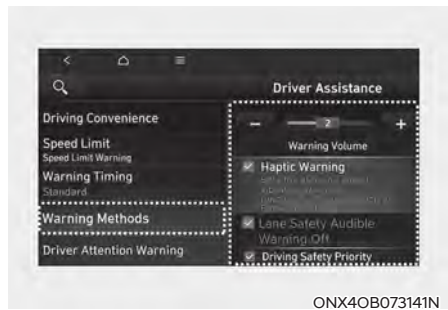 Driver Assistance
Driving Convenience
Speed Limit
Speed Limit Warning
Warning Timing
Standard
Warning Methods
Driver Attention Warning
2
Warning Volume
Haptic Warning
Lane Safety Audible
Warning Off
Driving Safety Priority
ONX4OB073141N